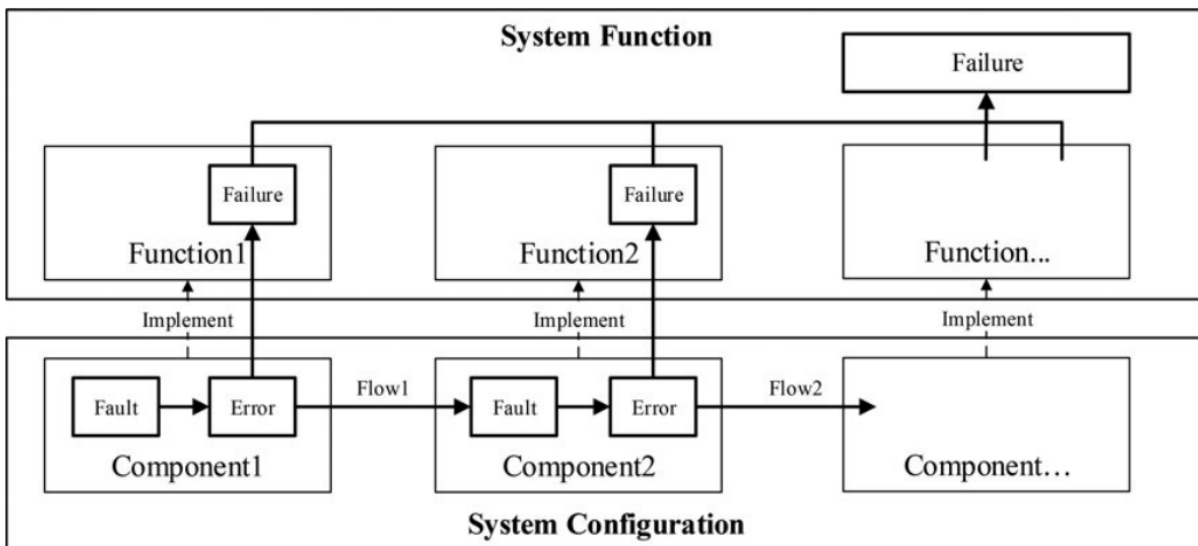 System Function
Failure
Failure
Failure
Function1
Function2
Function...
Implement
Implement
Implement
Fault
Error
Flow1
Fault
Error
Flow2
Component1
Component2
Component...
System Configuration